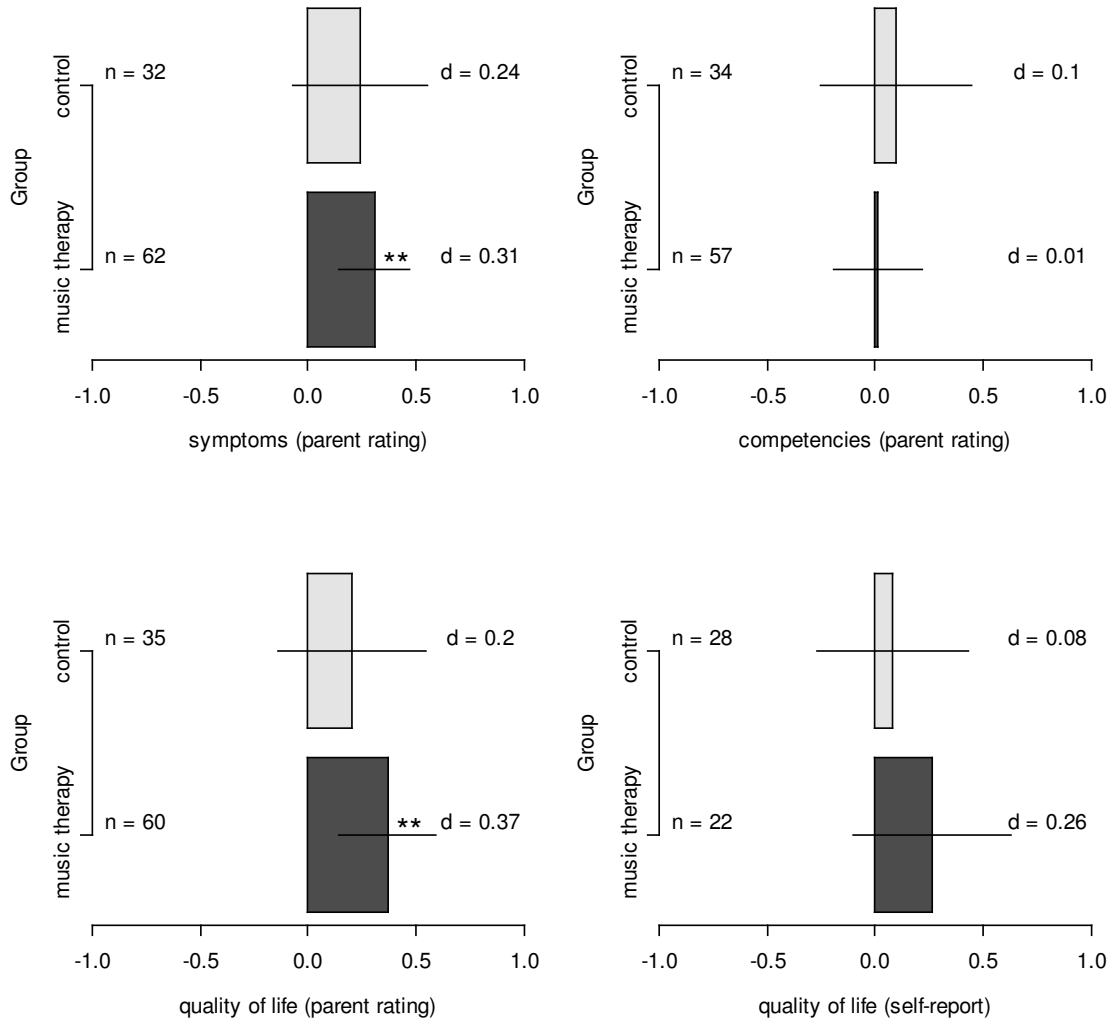 Group
control
music therapy
n = 32
d = 0.24
n = 62
**
d = 0.31
-1.0 -0.5 0.0 0.5 1.0
symptoms (parent rating)
Group
control
music therapy
n = 34
d = 0.1
n = 57
d = 0.01
-1.0 -0.5 0.0 0.5 1.0
competencies (parent rating)
Group
control
music therapy
n = 35
d = 0.2
n = 60
**
d = 0.37
-1.0 -0.5 0.0 0.5 1.0
quality of life (parent rating)
Group
control
music therapy
n = 28
d = 0.08
n = 22
d = 0.26
-1.0 -0.5 0.0 0.5 1.0
quality of life (self-report)